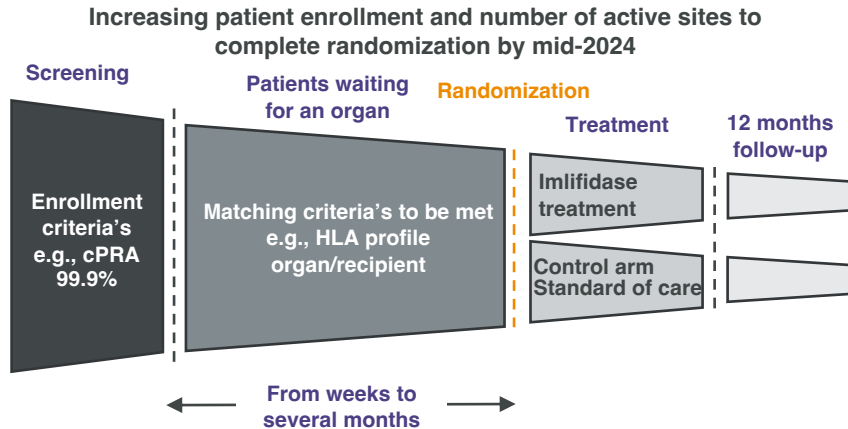 Increasing patient enrollment and number of active sites to
complete randomization by mid-2024
Screening
Patients waiting
for an organ
Randomization
Treatment
12 months
follow-up
Enrollment
criteria's
e.g., cPRA
99.9%
Matching criteria's to be met
e.g., HLA profile
organ/recipient
Imlifidase
treatment
Control arm
Standard of care
From weeks to
several months